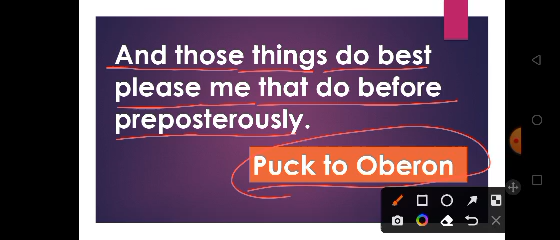 And those things do best
please me that do before
preposterously.
Puck to Oberon